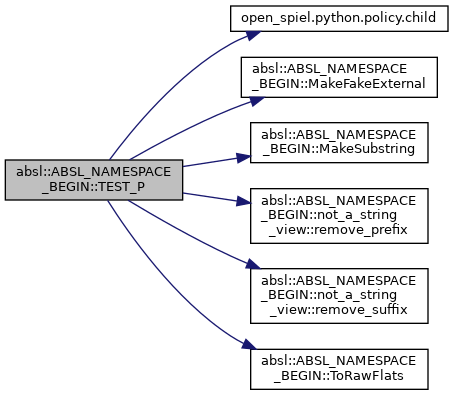 open_spiel.python.policy.child
absl::ABSL_NAMESPACE
_BEGIN::MakeFakeExternal
absl::ABSL_NAMESPACE
_BEGIN::MakeSubstring
absl::ABSL_NAMESPACE
_BEGIN::TEST_P
absl::ABSL_NAMESPACE
_BEGIN::not_a_string
_view::remove_prefix
absl::ABSL_NAMESPACE
_BEGIN::not_a_string
_view::remove_suffix
absl::ABSL_NAMESPACE
_BEGIN::ToRawFlats